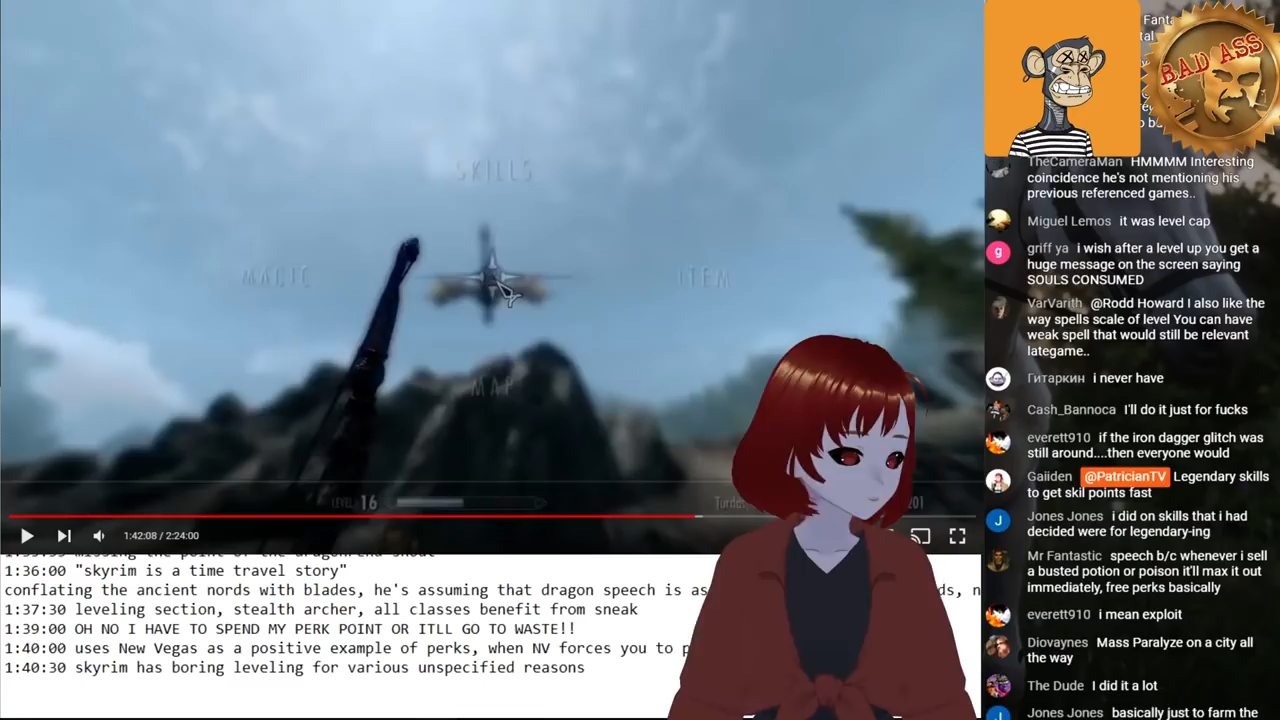 SKILLS
MAGIC
ITEM
MAP
LEVEL 16
1:42:08 / 2:24:00
1:36:00 "skyrim is a time travel story"
conflating the ancient nords with blades, he's assuming that dragon speech is as
ds, n
1:37:30 leveling section, stealth archer, all classes benefit from sneak
1:39:00 OH NO I HAVE TO SPEND MY PERK POINT OR ITLL GO TO WASTE!!
1:40:00 uses New Vegas as a positive example of perks, when NV forces you to p
1:40:30 skyrim has boring leveling for various unspecified reasons
BAD ASS
TheCameraMan HMMMM Interesting
coincidence he's not mentioning his
previous referenced games..
Miguel Lemos it was level cap
griff ya i wish after a level up you get a
huge message on the screen saying
SOULS CONSUMED
VarVarith @Rodd Howard I also like the
way spells scale of level You can have
weak spell that would still be relevant
lategame..
Гитаркин i never have
Cash_Bannoca I'll do it just for fucks
everett910 if the iron dagger glitch was
still around....then everyone would
Gaiiden @PatricianTV Legendary skills
to get skil points fast
Jones Jones i did on skills that i had
decided were for legendary-ing
Mr Fantastic speech b/c whenever i sell
a busted potion or poison it'll max it out
immediately, free perks basically
everett910 i mean exploit
Diovaynes Mass Paralyze on a city all
the way
The Dude I did it a lot
Jones Jones basically just to farm the